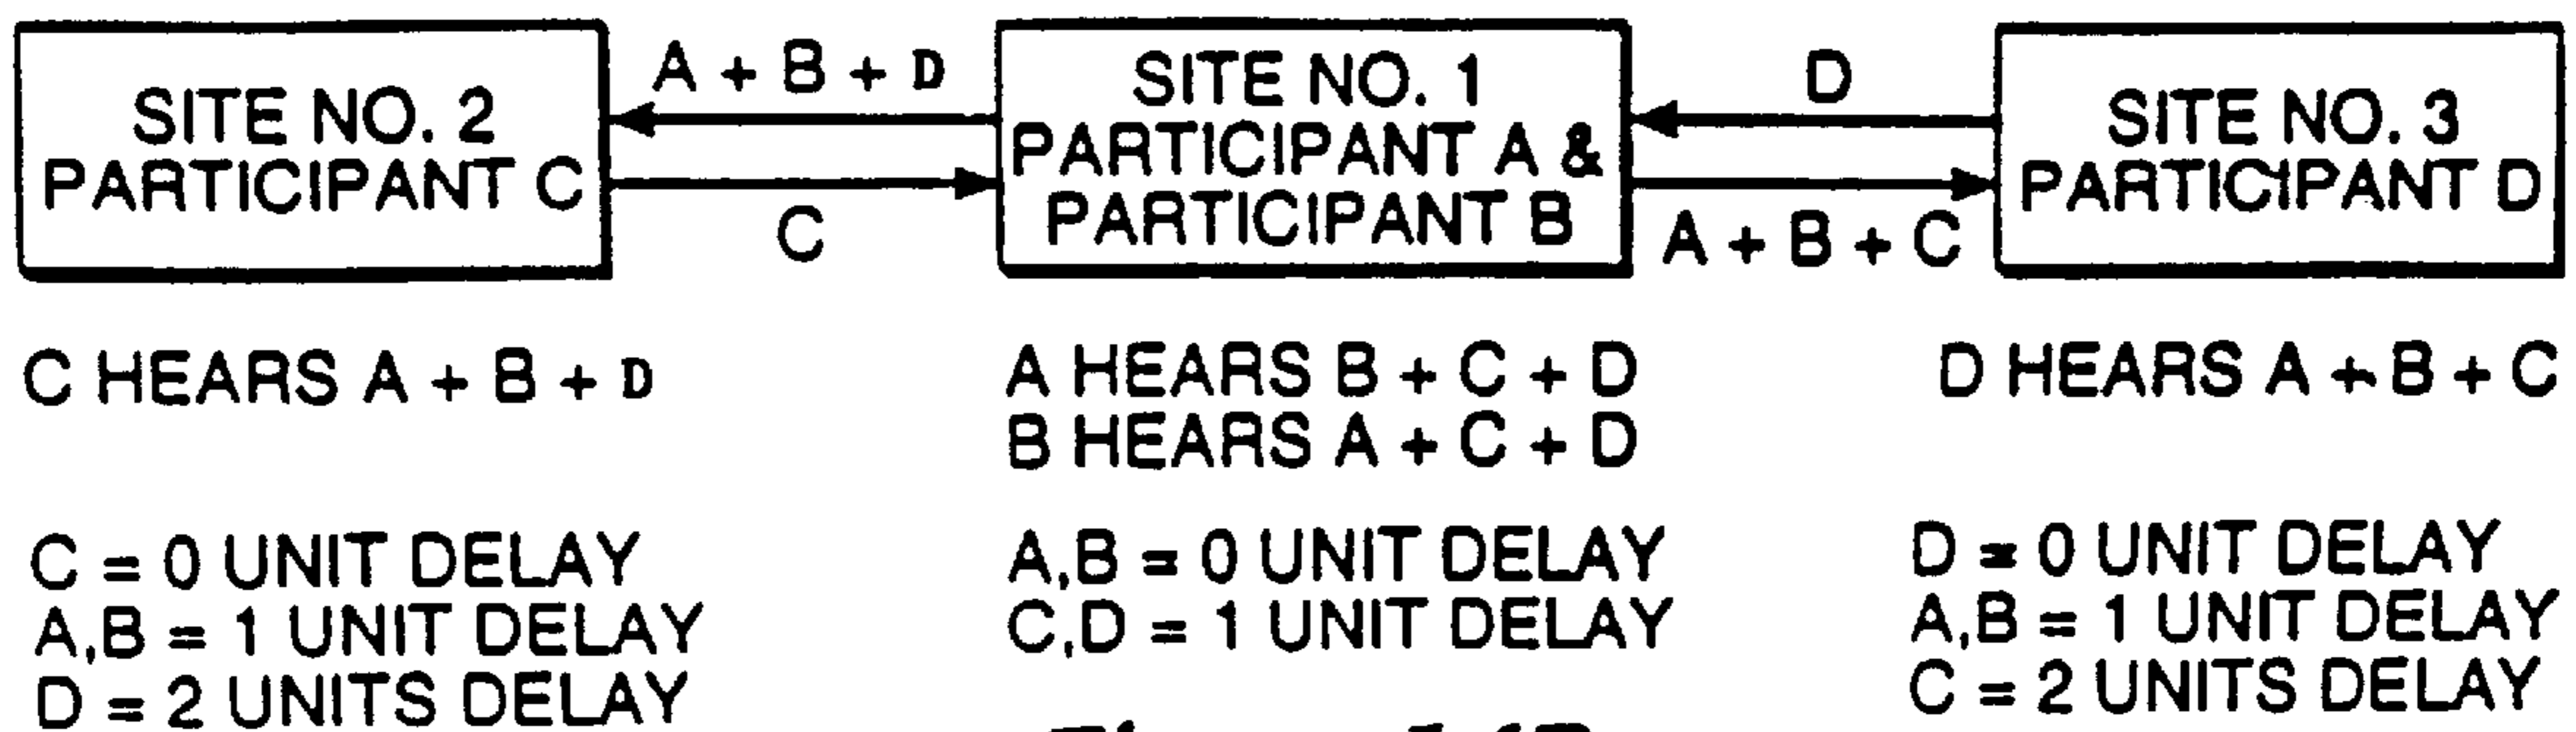 SITE NO. 2
PARTICIPANT C
A + B + D
C
SITE NO. 1
PARTICIPANT A &
PARTICIPANT B
D
A + B + C
SITE NO. 3
PARTICIPANT D
C HEARS A + B + D
A HEARS B + C + D
B HEARS A + C + D
D HEARS A + B + C
C = 0 UNIT DELAY
A,B = 1 UNIT DELAY
D = 2 UNITS DELAY
A,B = 0 UNIT DELAY
C,D = 1 UNIT DELAY
D = 0 UNIT DELAY
A,B = 1 UNIT DELAY
C = 2 UNITS DELAY